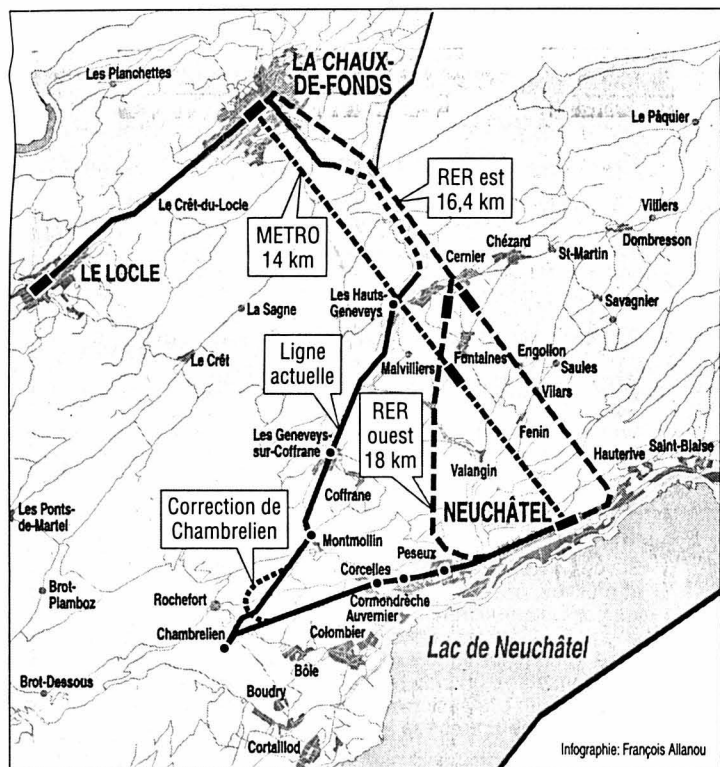 LA CHAUX-
DE-FONDS
Les Planchettes
Le Pâquier
RER est
16,4 km
Le Crêt-du-Locle
METRO
14 km
Villiers
Dombresson
Chézard
St-Martin
Cernier
LE LOCLE
Les Hauts-
Geneveys
Savagnier
La Sagne
Ligne
actuelle
Le Crêt
Malvilliers
Fontaines
Engollon
Saules
Vilars
RER
ouest
18 km
Fenin
Les Geneveys-
sur-Coffrane
Valangin
Hauterive
Saint-Blaise
Coffrane
NEUCHÂTEL
Les Ponts-
de-Martel
Correction de
Chambrelien
Montmollin
Peseux
Corcelles
Brot-
Plamboz
Rochefort
Cormondrèche
Auvernier
Chambrelien
Colombier
Lac de Neuchâtel
Bôle
Brot-Dessous
Boudry
Cortaillod
Infographie: François Allanou